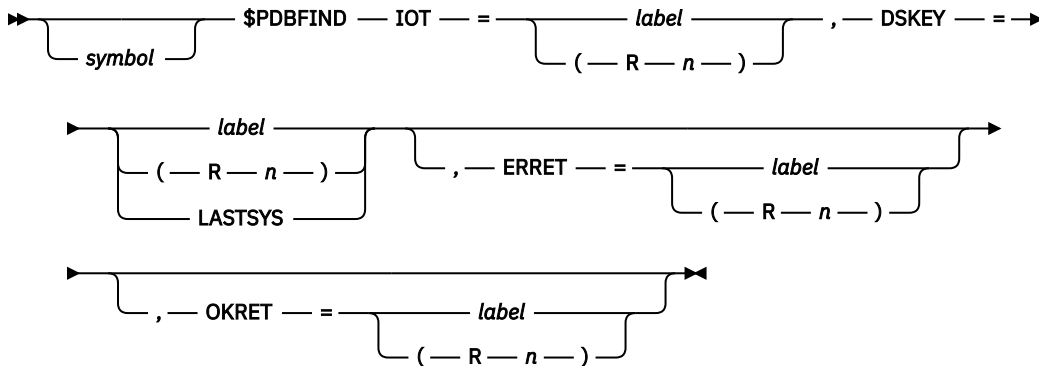 $PDBFIND IOT = label , DSKEY =
symbol ( R n )
label
( R n ) , ERRET = label
LASTSYS ( R n )
, OKRET = label
( R n )